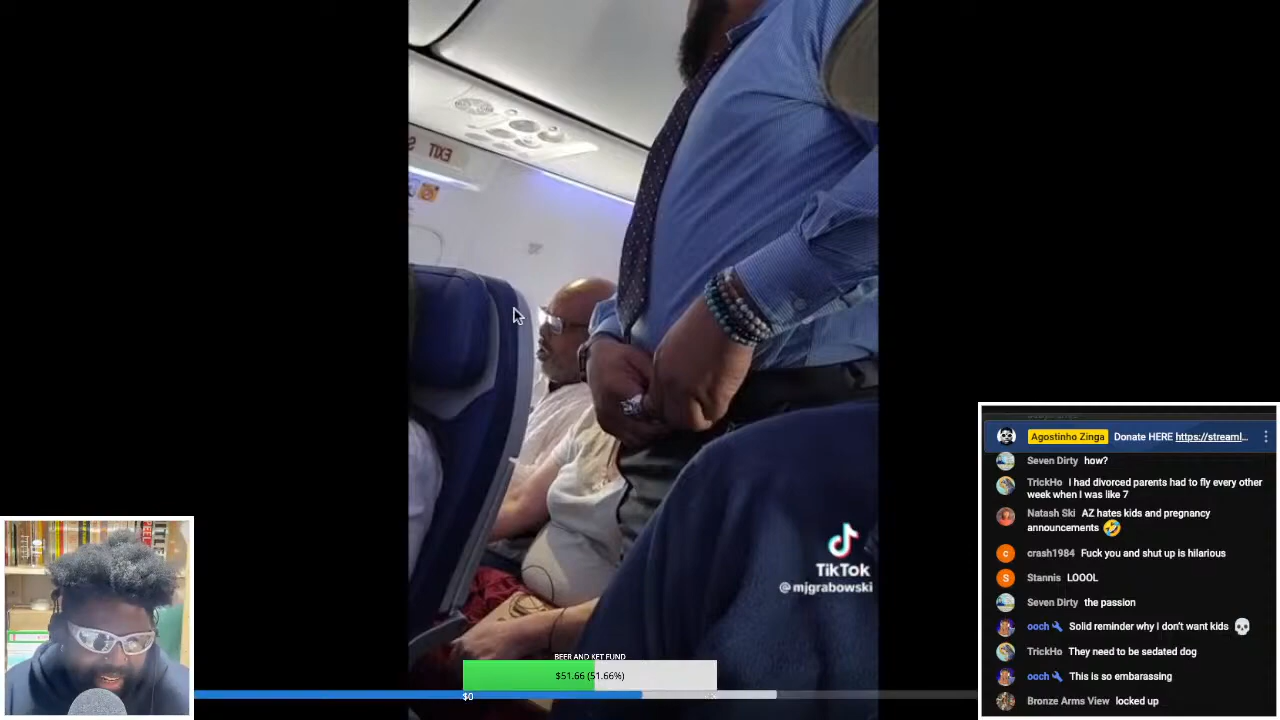 EXIT
TikTok
@mjgrabowski
BEER AND KET FUND
$51.66 (51.66%)
$0
Agostinho Zinga Donate HERE https://streaml...
Seven Dirty how?
TrickHo I had divorced parents had to fly every other
week when I was like 7
Natash Ski AZ hates kids and pregnancy
announcements 🤣
crash1984 Fuck you and shut up is hilarious
Stannis LOOOL
Seven Dirty the passion
ooch 🔧 Solid reminder why I don't want kids 💀
TrickHo They need to be sedated dog
ooch 🔧 This is so embarassing
Bronze Arms View locked up